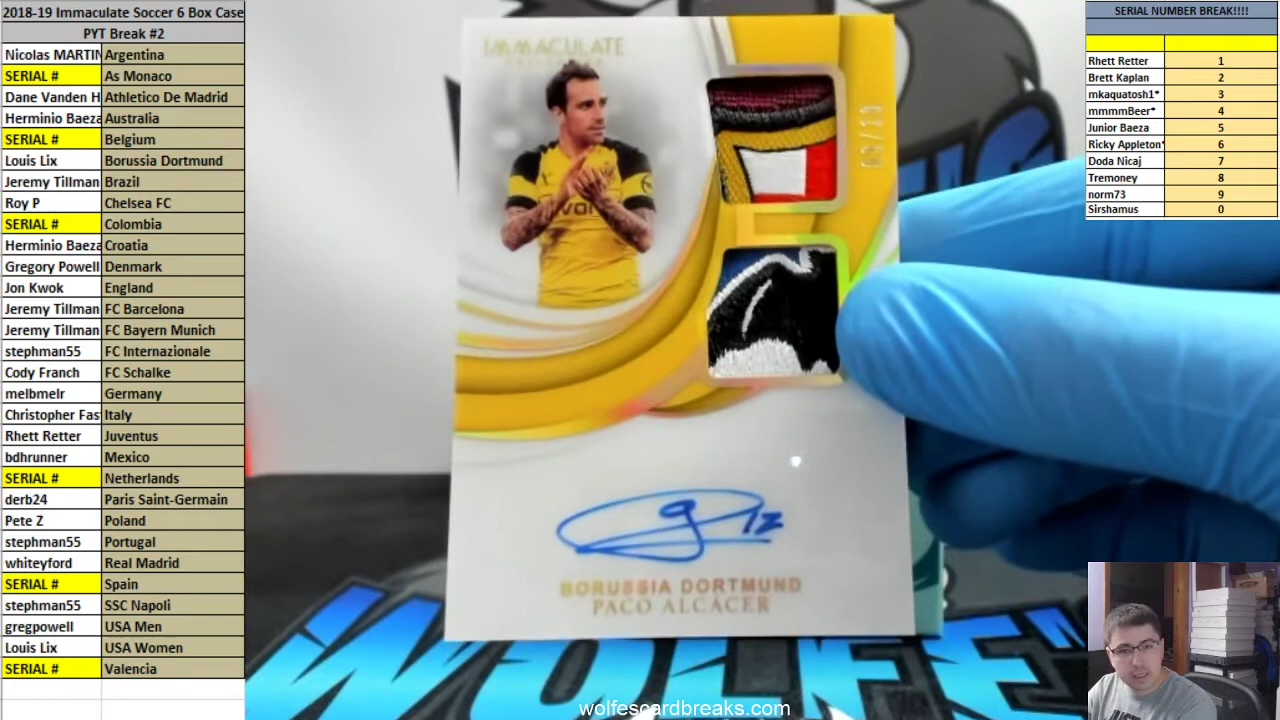 2018-19 Immaculate Soccer 6 Box Case
PYT Break #2
Nicolas MARTIN Argentina
SERIAL # As Monaco
Dane Vanden H Athletico De Madrid
Herminio Baeza Australia
SERIAL # Belgium
Louis Lix Borussia Dortmund
Jeremy Tillman Brazil
Roy P Chelsea FC
SERIAL # Colombia
Herminio Baeza Croatia
Gregory Powell Denmark
Jon Kwok England
Jeremy Tillman FC Barcelona
Jeremy Tillman FC Bayern Munich
stephman55 FC Internazionale
Cody Franch FC Schalke
melbmelr Germany
Christopher Fas Italy
Rhett Retter Juventus
bdhrunner Mexico
SERIAL # Netherlands
derb24 Paris Saint-Germain
Pete Z Poland
stephman55 Portugal
whiteyford Real Madrid
SERIAL # Spain
stephman55 SSC Napoli
gregpowell USA Men
Louis Lix USA Women
SERIAL # Valencia
IMMACULATE
BORUSSIA DORTMUND
PACO ALCÁCER
WOLFE
wolfescardbreaks.com
SERIAL NUMBER BREAK!!!!
Rhett Retter 1
Brett Kaplan 2
mkaquatosh1* 3
mmmmBeer* 4
Junior Baeza 5
Ricky Appleton* 6
Doda Nicaj 7
Tremoney 8
norm73 9
Sirshamus 0